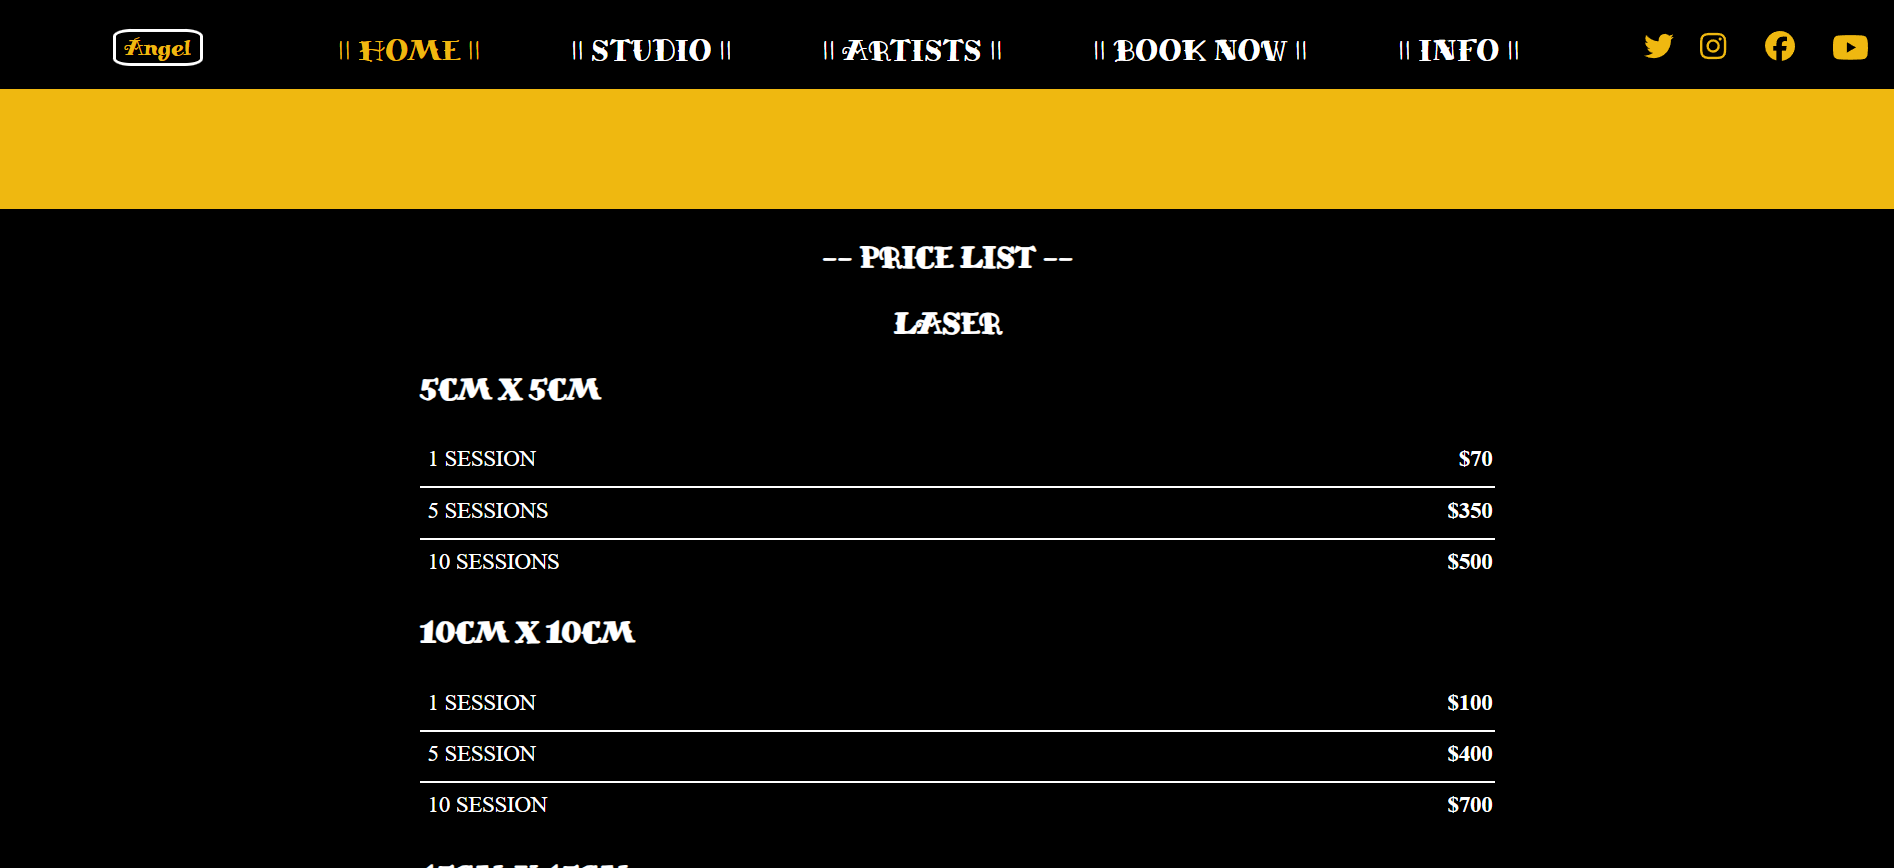 Angel
|| HOME || || STUDIO || || ARTISTS || || BOOK NOW || || INFO ||
-- PRICE LIST --
LASER
5CM X 5CM
1 SESSION $70
5 SESSIONS $350
10 SESSIONS $500
10CM X 10CM
1 SESSION $100
5 SESSION $400
10 SESSION $700